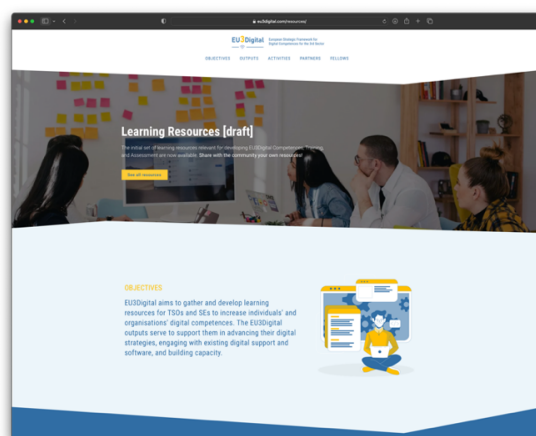 eu3digital.com/resources/
EU3Digital
European Strategic Framework for
Digital Competences for the 3rd Sector
OBJECTIVES OUTPUTS ACTIVITIES PARTNERS FELLOWS
Learning Resources [draft]
The initial set of learning resources relevant for developing EU3Digital Competences, Training,
and Assessment are now available. Share with the community your own resources!
See all resources
OBJECTIVES
EU3Digital aims to gather and develop learning
resources for TSOs and SEs to increase individuals' and
organisations' digital competences. The EU3Digital
outputs serve to support them in advancing their digital
strategies, engaging with existing digital support and
software, and building capacity.